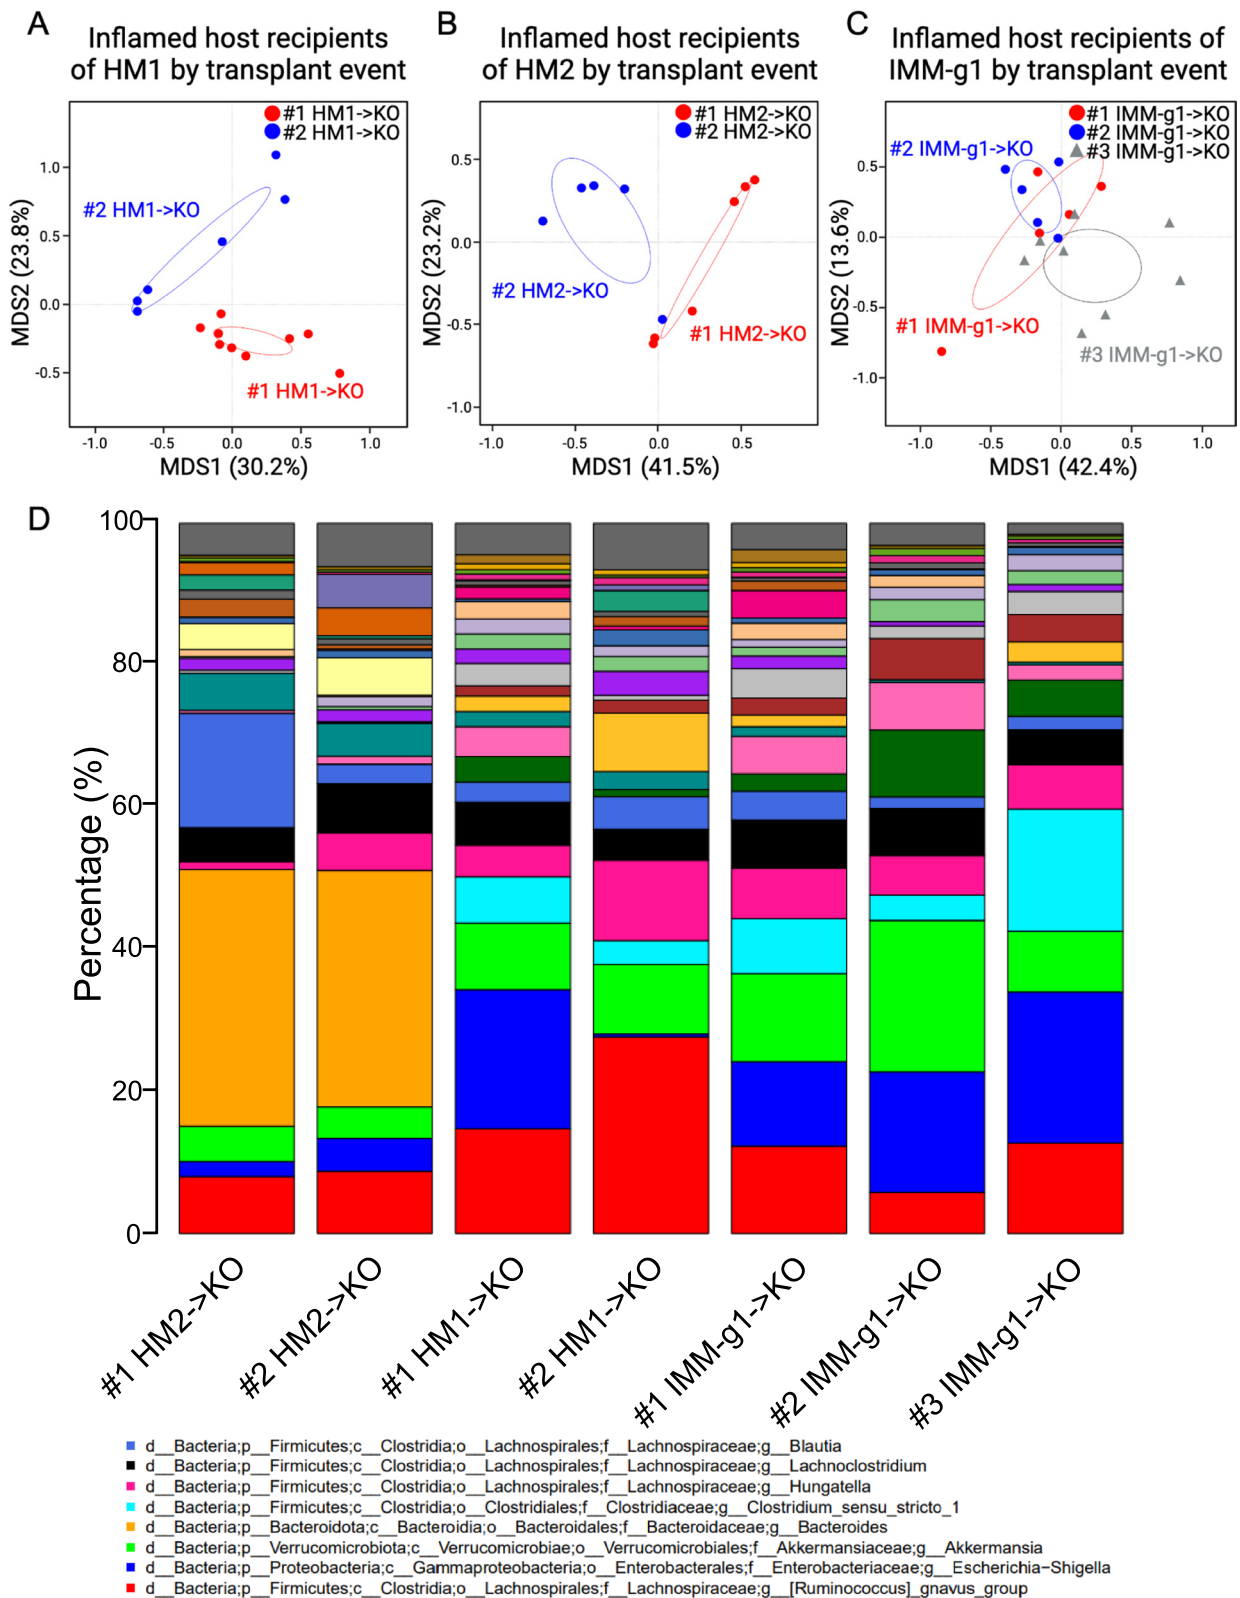 A
Inflamed host recipients
of HM1 by transplant event
#1 HM1->KO
#2 HM1->KO
#2 HM1->KO
#1 HM1->KO
1.0
0.5
0.0
-0.5
MDS2 (23.8%)
-1.0
-0.5
0.0
0.5
1.0
MDS1 (30.2%)
B
Inflamed host recipients
of HM2 by transplant event
#1 HM2->KO
#2 HM2->KO
#2 HM2->KO
#1 HM2->KO
0.5
0.0
-0.5
-1.0
MDS2 (23.2%)
-1.0
-0.5
0.0
0.5
MDS1 (41.5%)
C
Inflamed host recipients of
IMM-g1 by transplant event
#1 IMM-g1->KO
#2 IMM-g1->KO
#3 IMM-g1->KO
#2 IMM-g1->KO
#1 IMM-g1->KO
#3 IMM-g1->KO
0.5
0.0
-0.5
-1.0
MDS2 (13.6%)
-1.0
-0.5
0.0
0.5
1.0
MDS1 (42.4%)
D
100
80
60
40
20
0
Percentage (%)
#1 HM2->KO
#2 HM2->KO
#1 HM1->KO
#2 HM1->KO
#1 IMM-g1->KO
#2 IMM-g1->KO
#3 IMM-g1->KO
d__Bacteria;p__Firmicutes;c__Clostridia;o__Lachnospirales;f__Lachnospiraceae;g__Blautia
d__Bacteria;p__Firmicutes;c__Clostridia;o__Lachnospirales;f__Lachnospiraceae;g__Lachnoclostridium
d__Bacteria;p__Firmicutes;c__Clostridia;o__Lachnospirales;f__Lachnospiraceae;g__Hungatella
d__Bacteria;p__Firmicutes;c__Clostridia;o__Clostridiales;f__Clostridiaceae;g__Clostridium_sensu_stricto_1
d__Bacteria;p__Bacteroidota;c__Bacteroidia;o__Bacteroidales;f__Bacteroidaceae;g__Bacteroides
d__Bacteria;p__Verrucomicrobiota;c__Verrucomicrobiae;o__Verrucomicrobiales;f__Akkermansiaceae;g__Akkermansia
d__Bacteria;p__Proteobacteria;c__Gammaproteobacteria;o__Enterobacterales;f__Enterobacteriaceae;g__Escherichia−Shigella
d__Bacteria;p__Firmicutes;c__Clostridia;o__Lachnospirales;f__Lachnospiraceae;g__[Ruminococcus]_gnavus_group